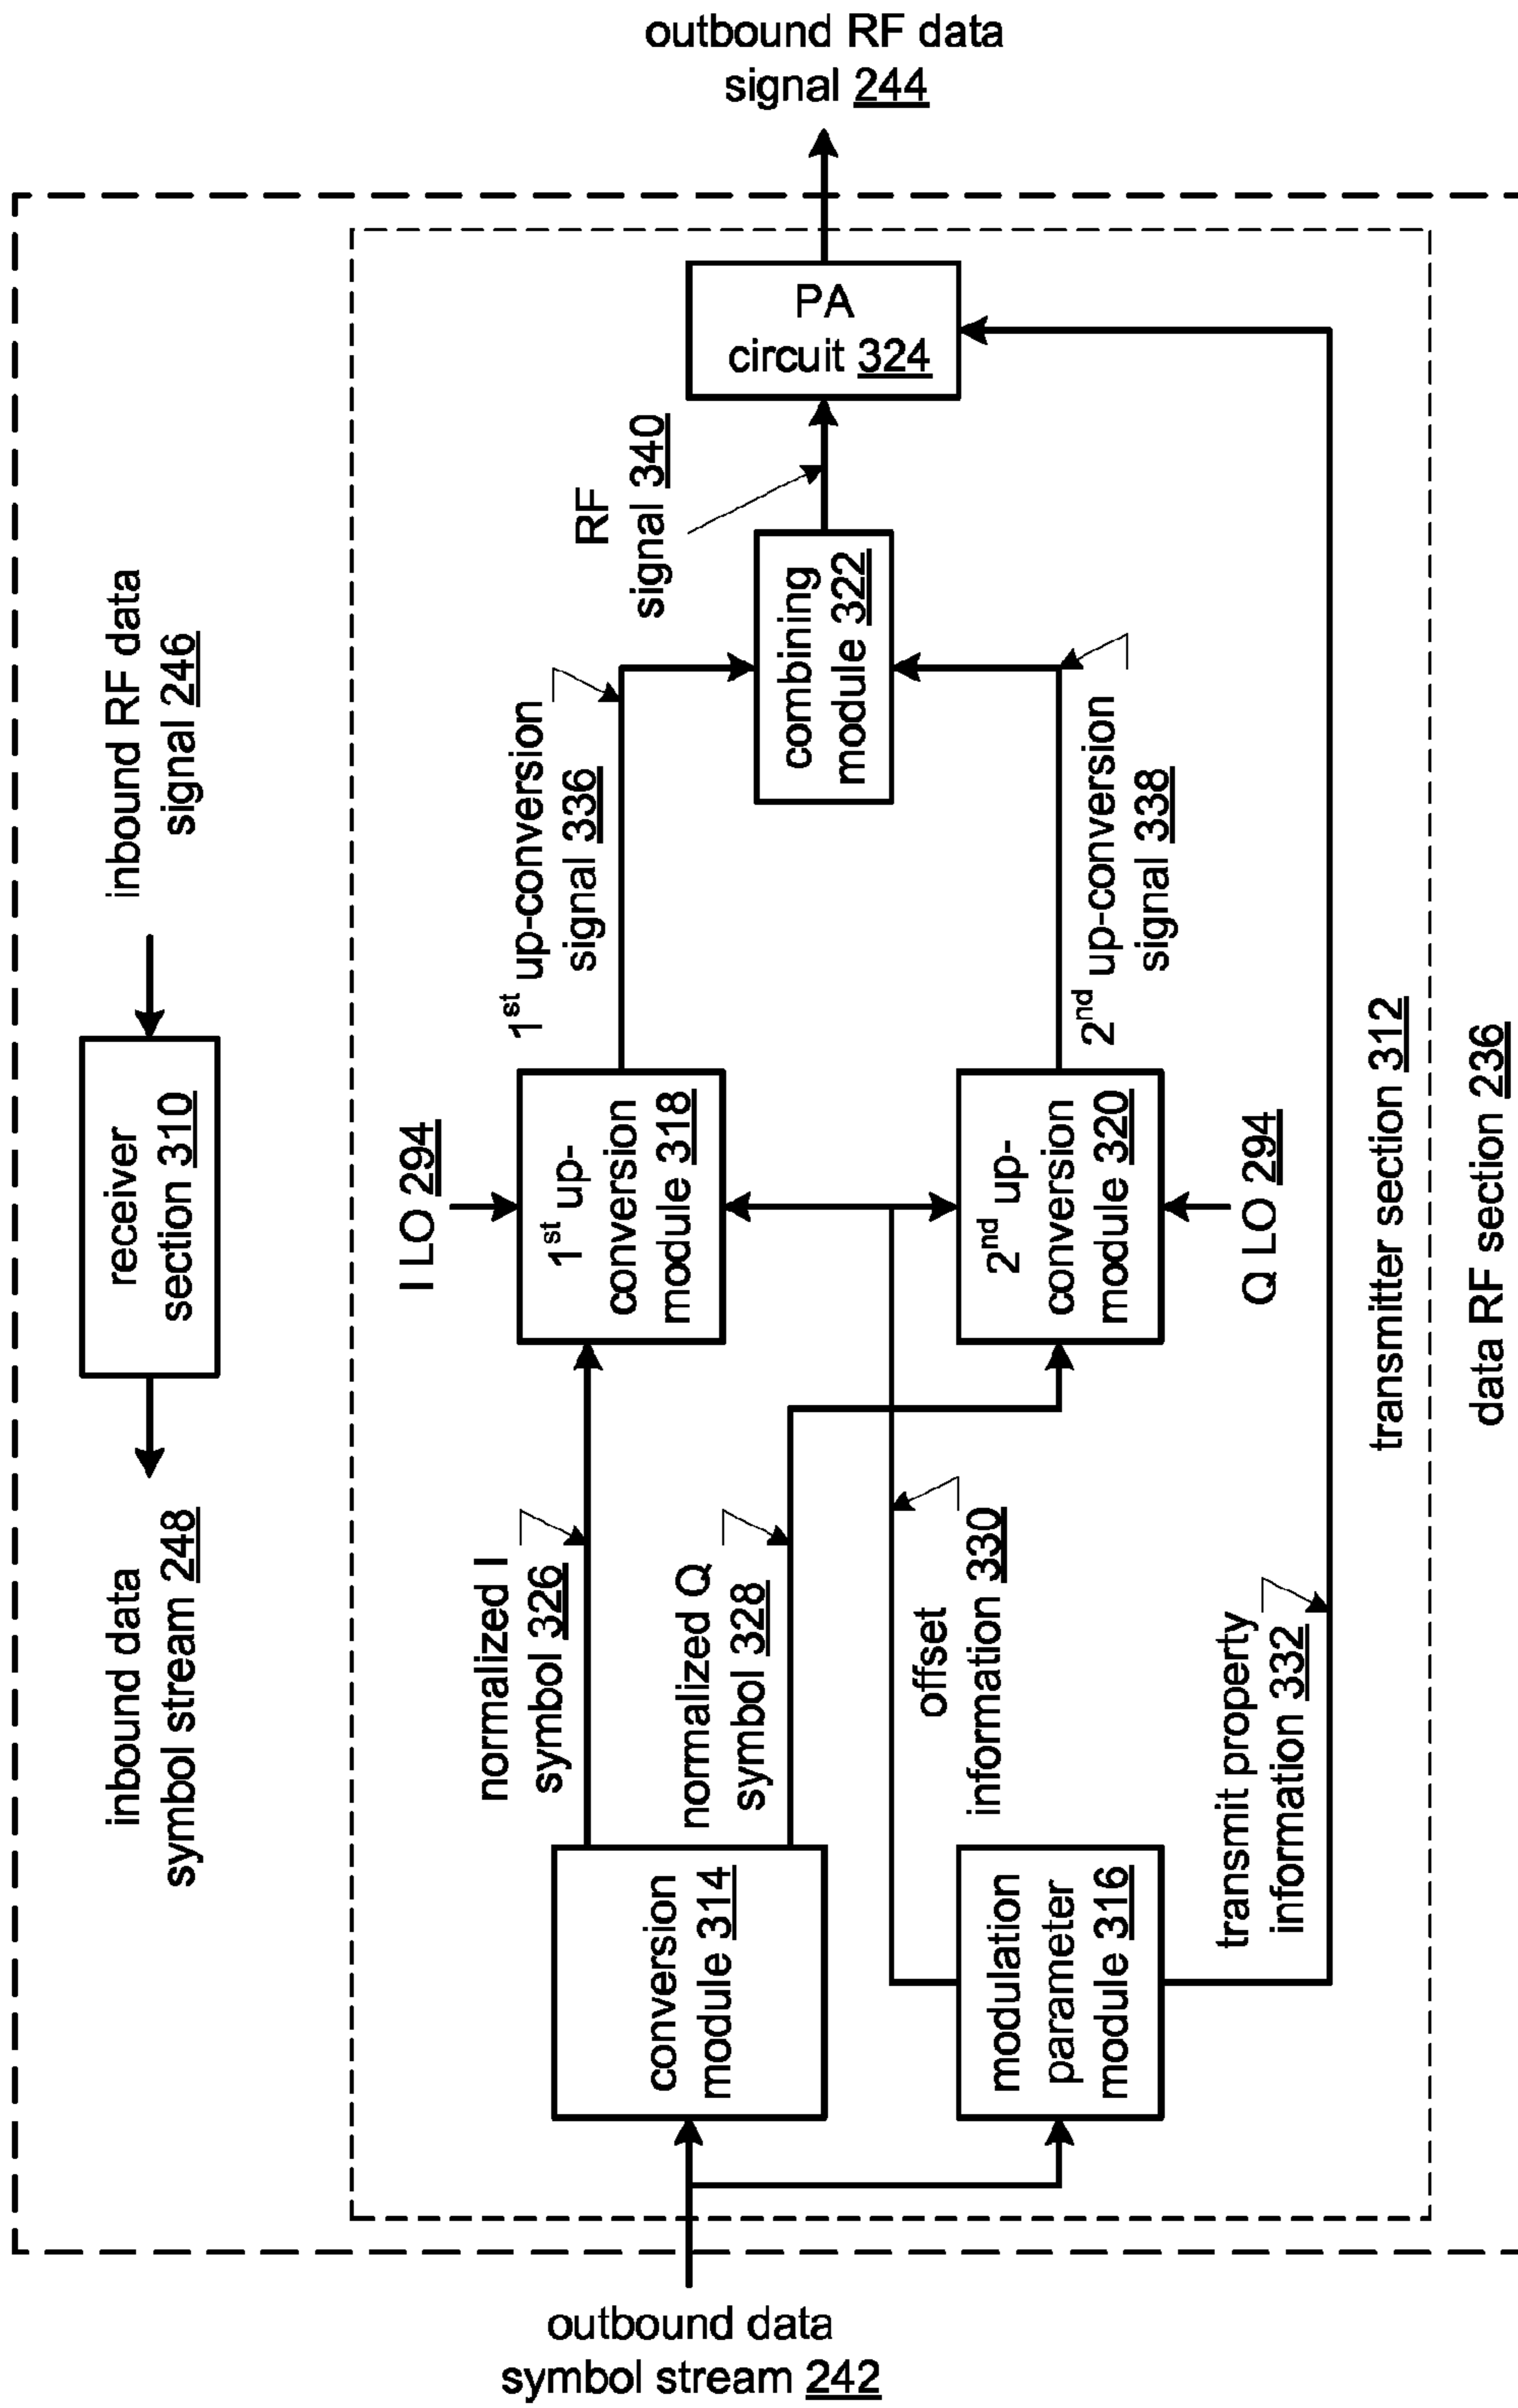 outbound RF data
signal 244
inbound RF data
signal 246
receiver
section 310
inbound data
symbol stream 248
PA
circuit 324
RF
signal 340
combining
module 322
1st up-conversion
signal 336
2nd up-conversion
signal 338
I LO 294
1st up-
conversion
module 318
2nd up-
conversion
module 320
Q LO 294
normalized I
symbol 326
normalized Q
symbol 328
offset
information 330
transmit property
information 332
conversion
module 314
modulation
parameter
module 316
transmitter section 312
data RF section 236
outbound data
symbol stream 242